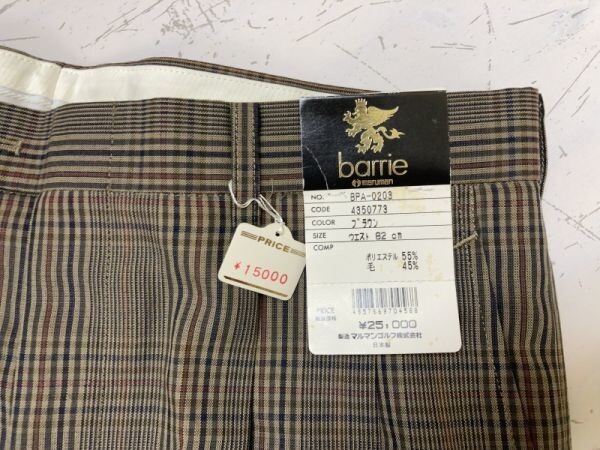 barrie
maruman
NO. BPA-0203
CODE 4350773
COLOR ブラウン
SIZE ウエスト 82 cm
COMP
ポリエステル 55%
毛 45%
PRICE
¥25,000
製造 マルマンゴルフ株式会社
日本製
PRICE
¥15000